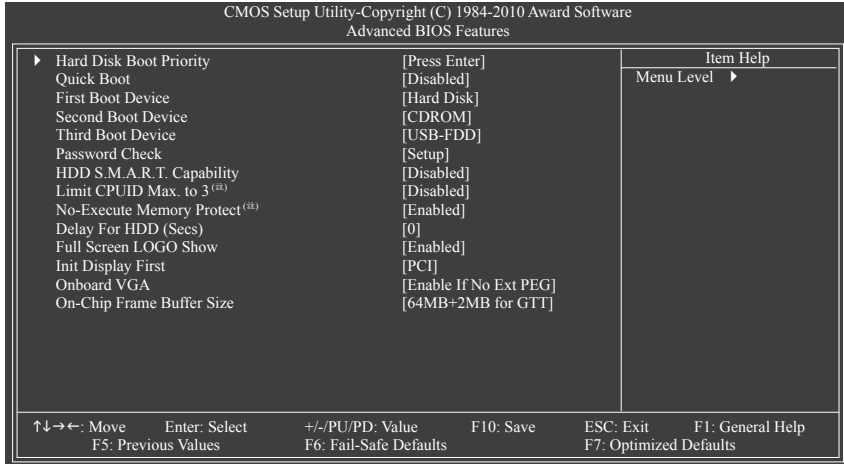 CMOS Setup Utility-Copyright (C) 1984-2010 Award Software
Advanced BIOS Features
▶ Hard Disk Boot Priority [Press Enter]
Quick Boot [Disabled]
First Boot Device [Hard Disk]
Second Boot Device [CDROM]
Third Boot Device [USB-FDD]
Password Check [Setup]
HDD S.M.A.R.T. Capability [Disabled]
Limit CPUID Max. to 3 (註) [Disabled]
No-Execute Memory Protect (註) [Enabled]
Delay For HDD (Secs) [0]
Full Screen LOGO Show [Enabled]
Init Display First [PCI]
Onboard VGA [Enable If No Ext PEG]
On-Chip Frame Buffer Size [64MB+2MB for GTT]
Item Help
Menu Level ▶
↑↓→←: Move Enter: Select +/-/PU/PD: Value F10: Save ESC: Exit F1: General Help
F5: Previous Values F6: Fail-Safe Defaults F7: Optimized Defaults